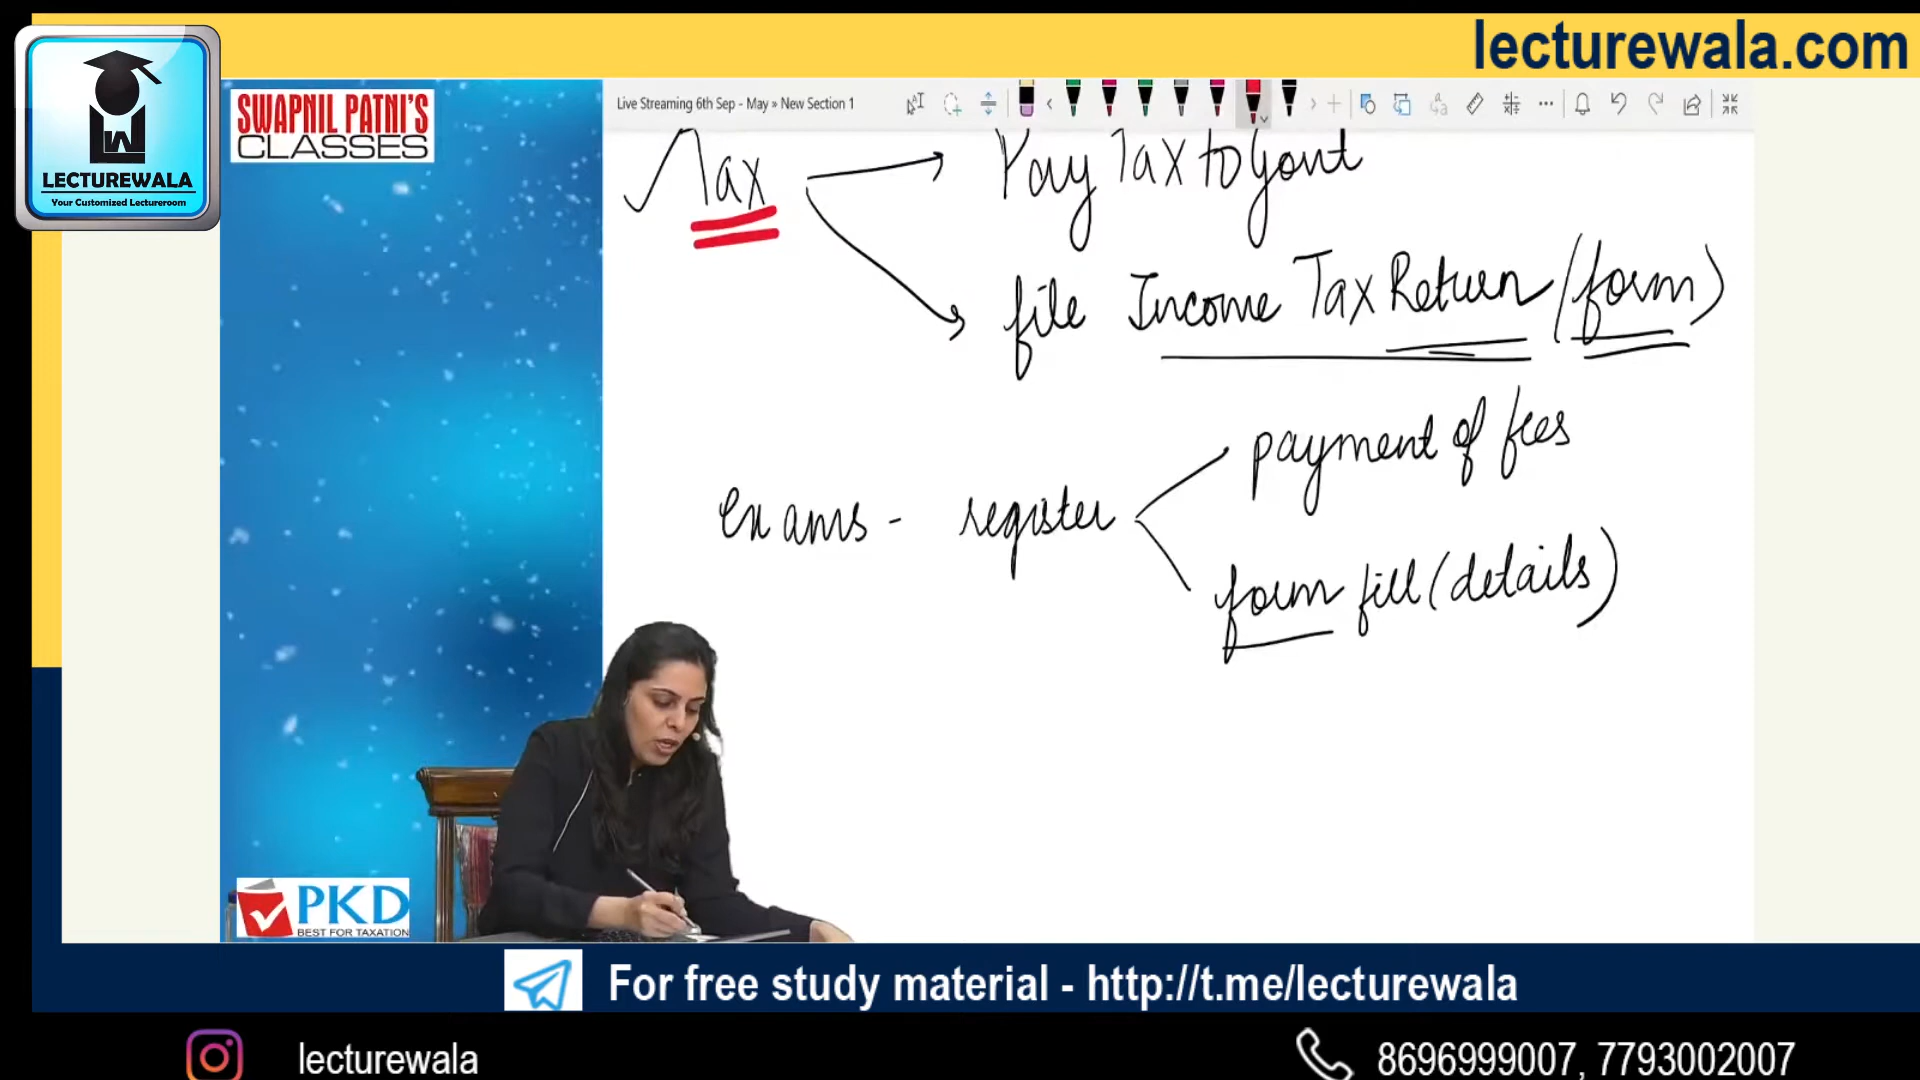 lecturewala.com
LW
LECTUREWALA
Your Customized Lectureroom
SWAPNIL PATNI'S
CLASSES
Live Streaming 6th Sep - May » New Section 1
Tax
Pay Tax to Govt
file Income Tax Return (form)
exams - register
payment of fees
form fill (details)
PKD
BEST FOR TAXATION
For free study material - http://t.me/lecturewala
lecturewala
8696999007, 7793002007